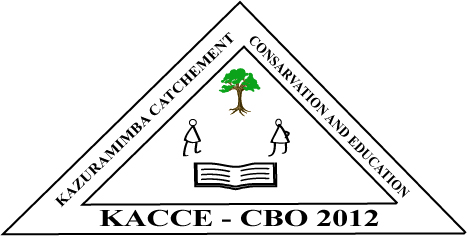 KAZURAMIMBA CATCHEMENT
CONSARVATION AND EDUCATION
KACCE - CBO 2012